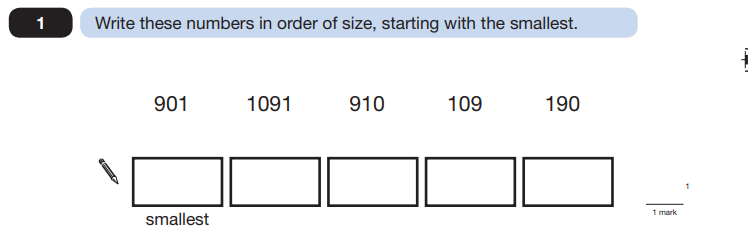 1 Write these numbers in order of size, starting with the smallest.
901 1091 910 109 190
smallest
1
1 mark